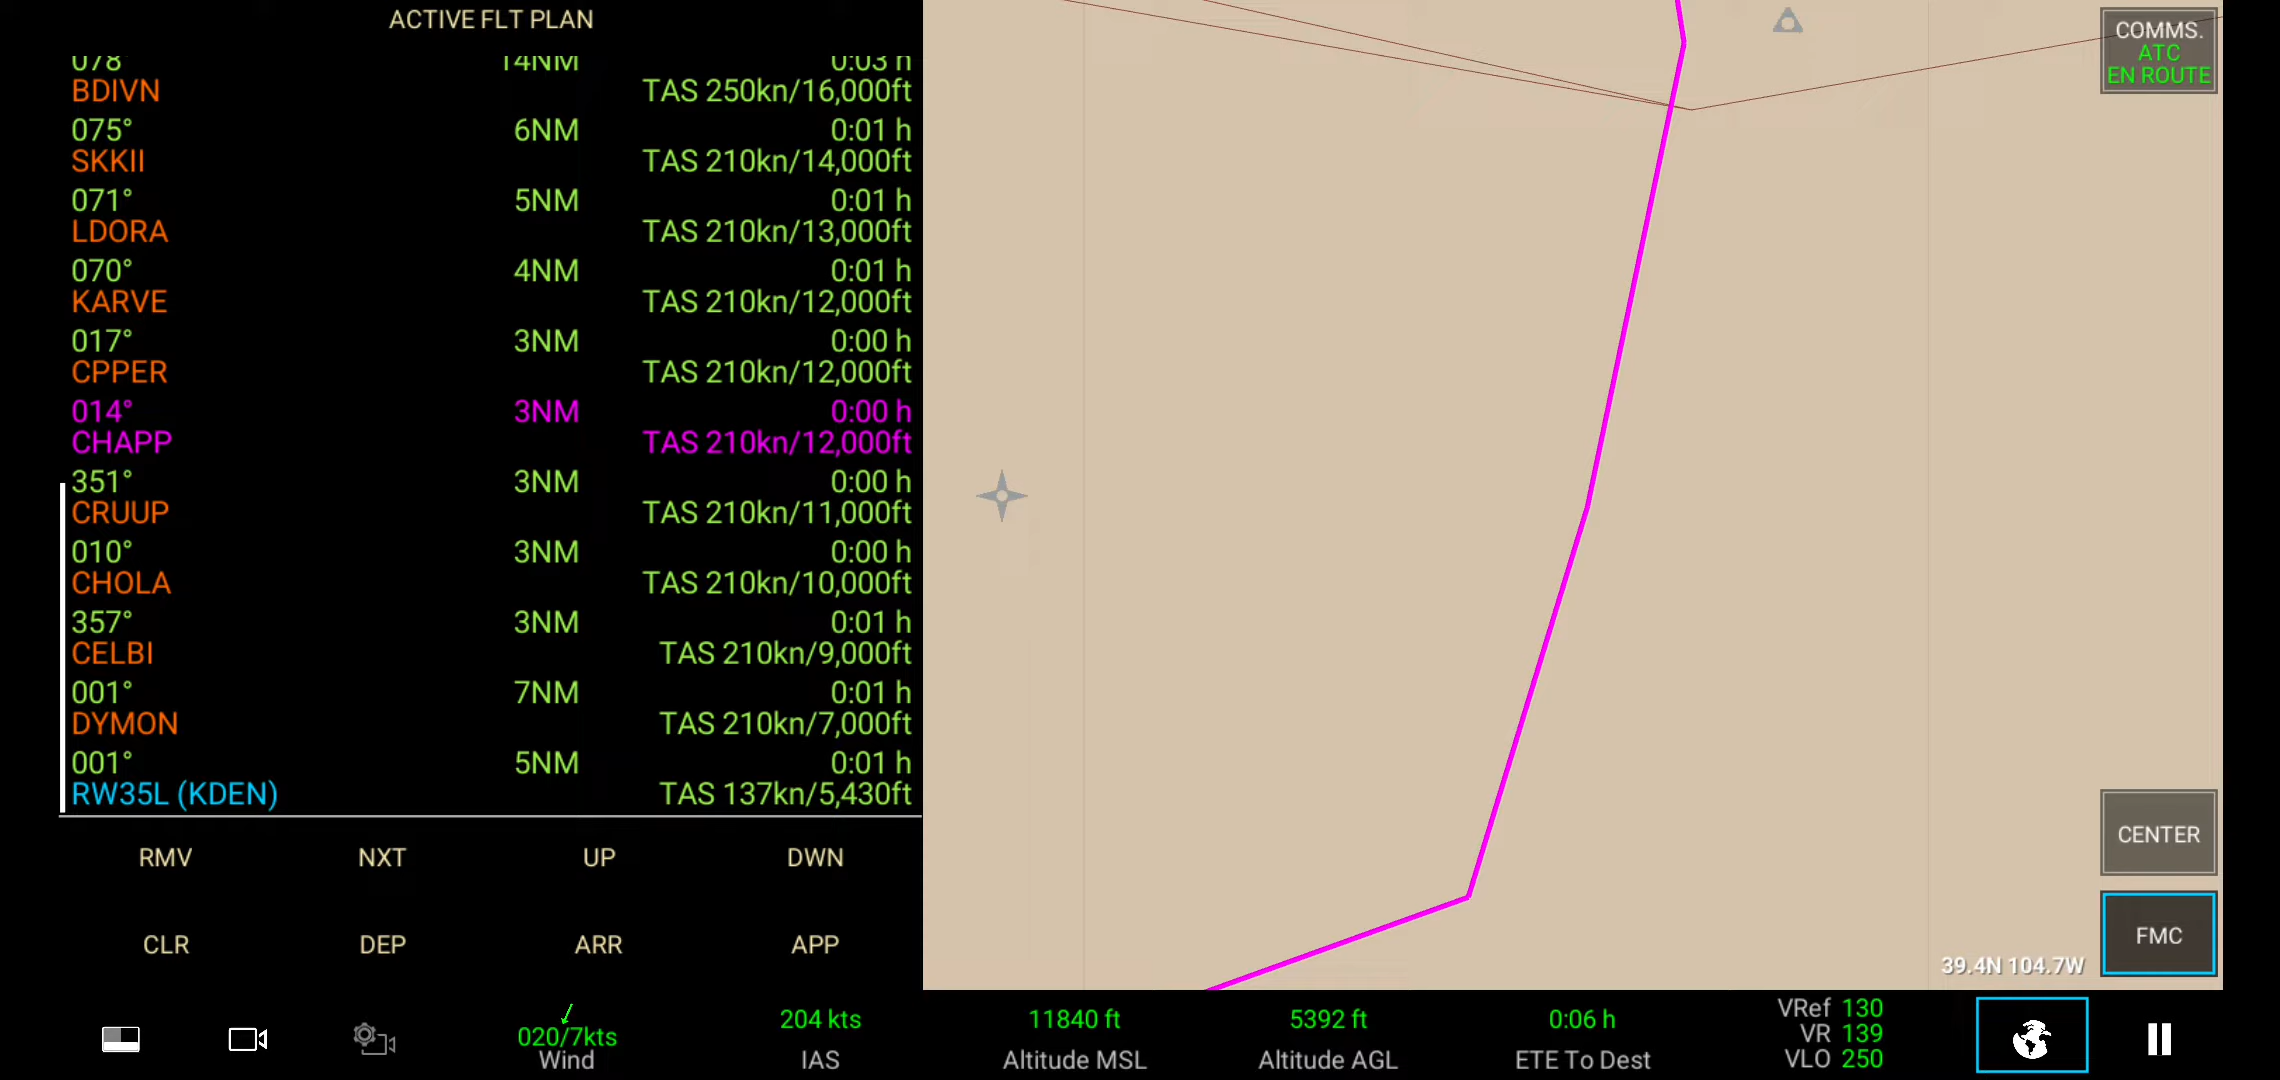 ACTIVE FLT PLAN
078 14NM 0:03 h
BDIVN TAS 250kn/16,000ft
075° 6NM 0:01 h
SKKII TAS 210kn/14,000ft
071° 5NM 0:01 h
LDORA TAS 210kn/13,000ft
070° 4NM 0:01 h
KARVE TAS 210kn/12,000ft
017° 3NM 0:00 h
CPPER TAS 210kn/12,000ft
014° 3NM 0:00 h
CHAPP TAS 210kn/12,000ft
351° 3NM 0:00 h
CRUUP TAS 210kn/11,000ft
010° 3NM 0:00 h
CHOLA TAS 210kn/10,000ft
357° 3NM 0:01 h
CELBI TAS 210kn/9,000ft
001° 7NM 0:01 h
DYMON TAS 210kn/7,000ft
001° 5NM 0:01 h
RW35L (KDEN) TAS 137kn/5,430ft
RMV NXT UP DWN
CLR DEP ARR APP
COMMS.
ATC
EN ROUTE
CENTER
FMC
39.4N 104.7W
020/7kts
Wind
204 kts
IAS
11840 ft
Altitude MSL
5392 ft
Altitude AGL
0:06 h
ETE To Dest
VRef 130
VR 139
VLO 250